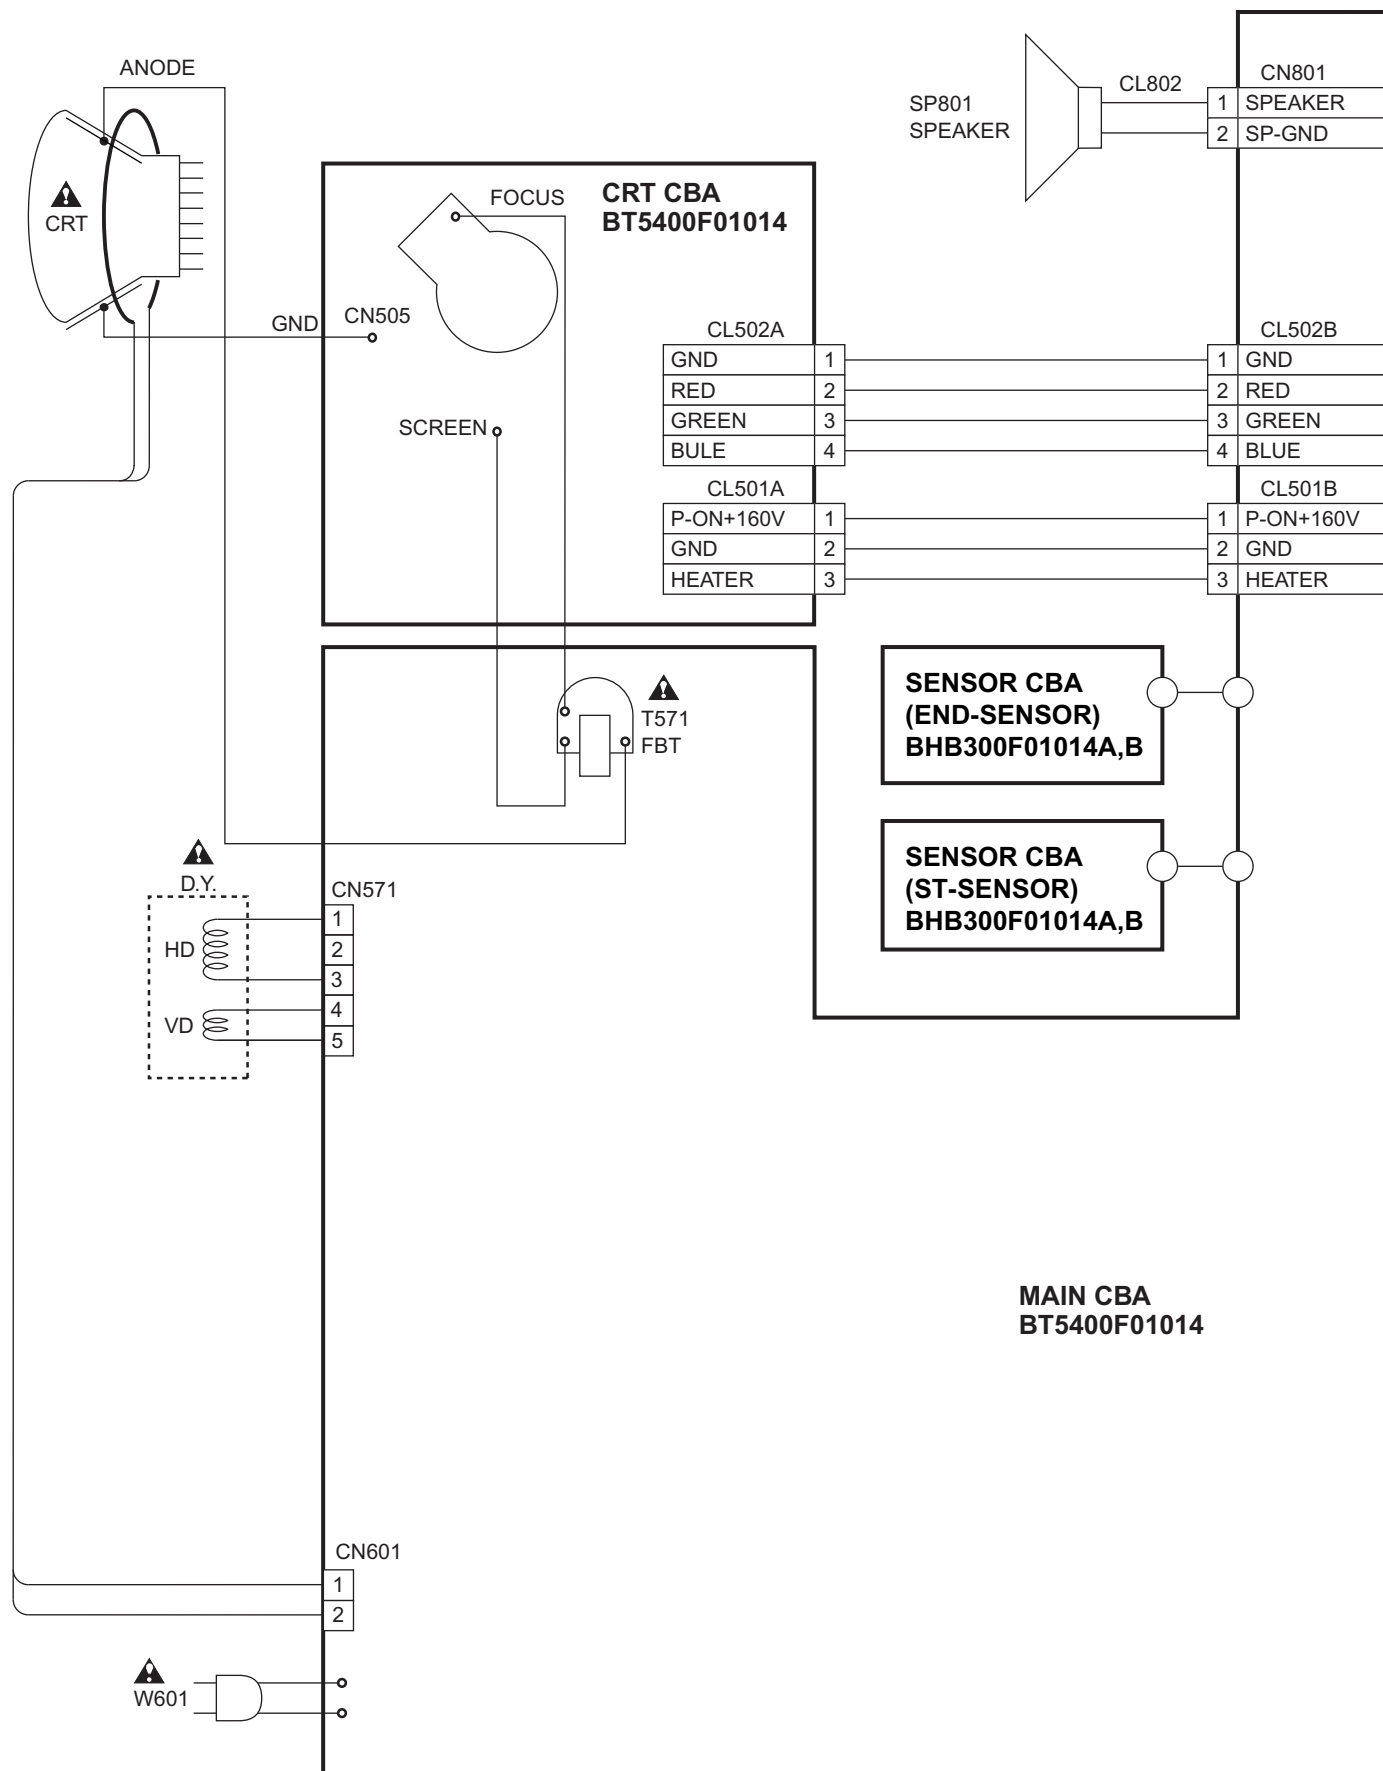 ANODE
CRT
GND
CN505
FOCUS
CRT CBA
BT5400F01014
SCREEN
CL502A
GND 1
RED 2
GREEN 3
BULE 4
CL501A
P-ON+160V 1
GND 2
HEATER 3
SP801
SPEAKER
CL802
CN801
1 SPEAKER
2 SP-GND
CL502B
1 GND
2 RED
3 GREEN
4 BLUE
CL501B
1 P-ON+160V
2 GND
3 HEATER
T571
FBT
SENSOR CBA
(END-SENSOR)
BHB300F01014A,B
SENSOR CBA
(ST-SENSOR)
BHB300F01014A,B
D.Y.
HD
VD
CN571
1
2
3
4
5
MAIN CBA
BT5400F01014
CN601
1
2
W601